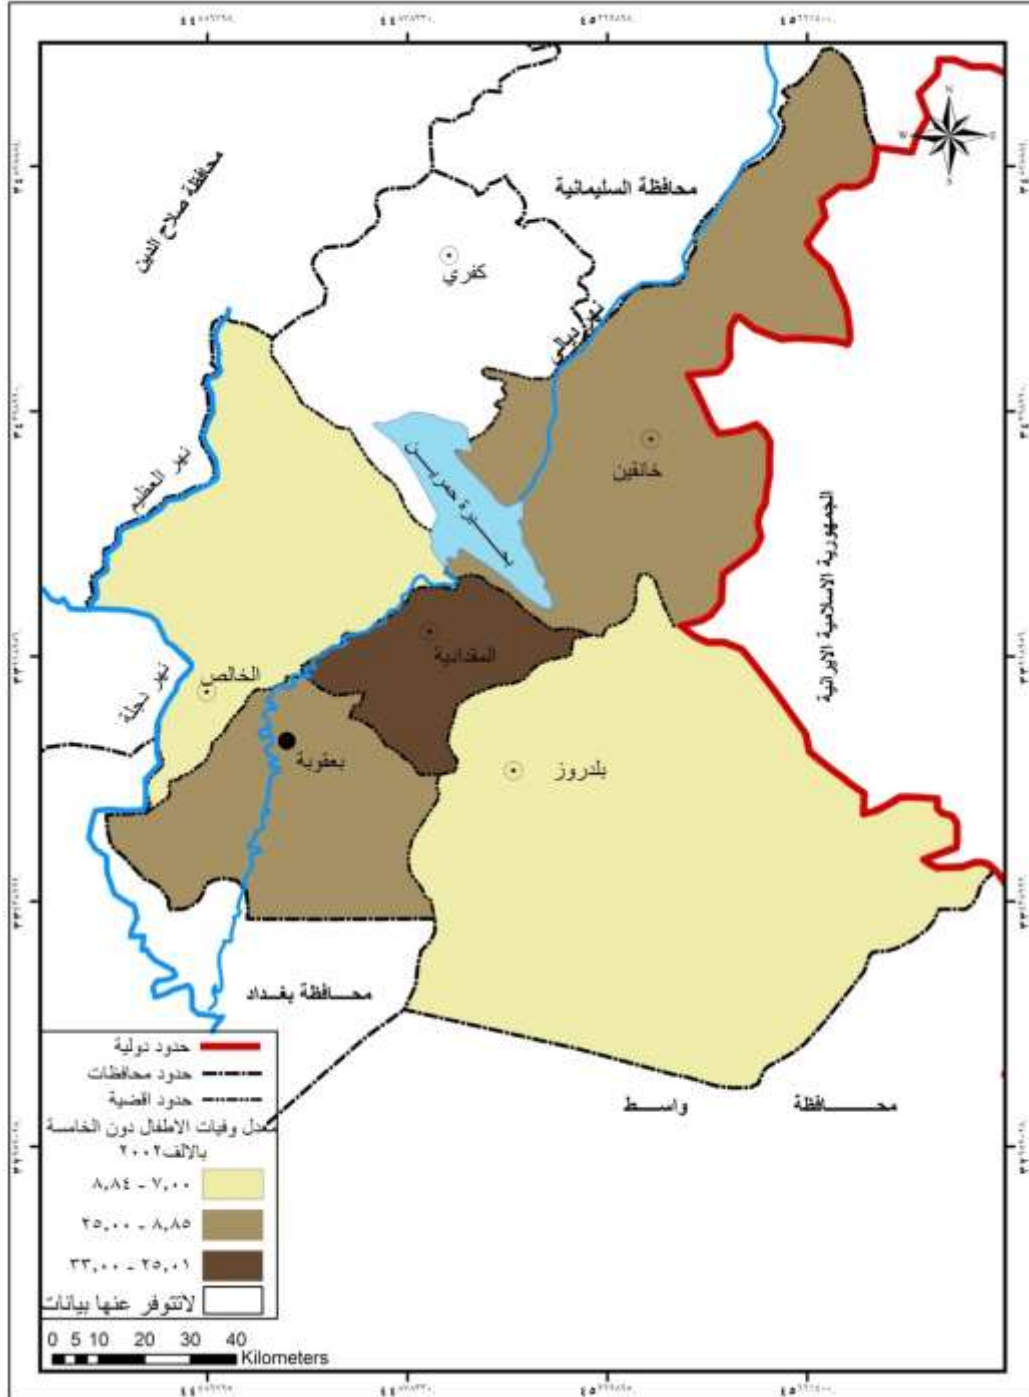 N
W
E
S
محافظة صلاح الدين
محافظة السليمانية
كفري
نهر ديالى
خانقين
نهر العظيم
بحيرة حمرين
الجمهورية الاسلامية الايرانية
المقدادية
الخالص
نهر دجلة
بعقوبة
بلدروز
محافظة بغداد
محافظة واسط
حدود دولية
حدود محافظات
حدود اقضية
معدل وفيات الاطفال دون الخامسة
بالالف٢٠٠٢
٧,٠٠ - ٨,٨٤
٨,٨٥ - ٢٥,٠٠
٢٥,٠١ - ٣٣,٠٠
لاتتوفر عنها بيانات
0 5 10 20 30 40
Kilometers